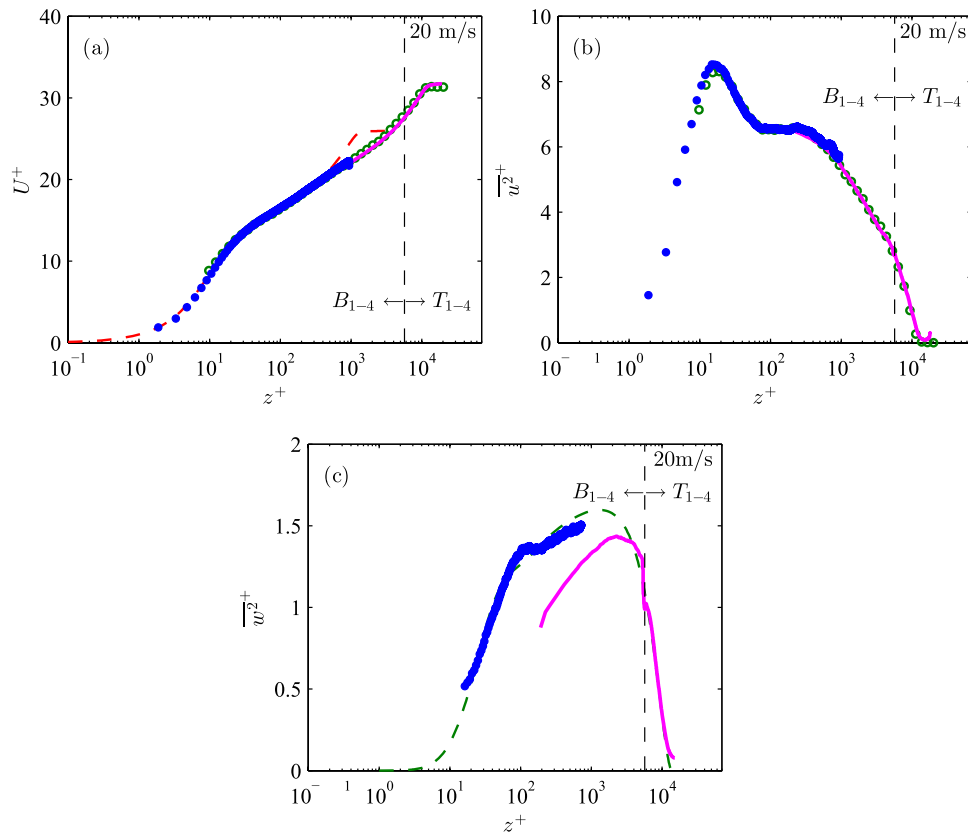 (a)
20 m/s
40
30
20
10
0
U⁺
B₁₋₄ ←→ T₁₋₄
10⁻¹ 10⁰ 10¹ 10² 10³ 10⁴
z⁺
(b)
20 m/s
10
8
6
4
2
0
u²⁺
B₁₋₄ ←→ T₁₋₄
10⁻ 1 10⁰ 10¹ 10² 10³ 10⁴
z⁺
(c)
20m/s
2
1.5
1
0.5
0
w²⁺
B₁₋₄ ←→ T₁₋₄
10⁻ 1 10⁰ 10¹ 10² 10³ 10⁴
z⁺